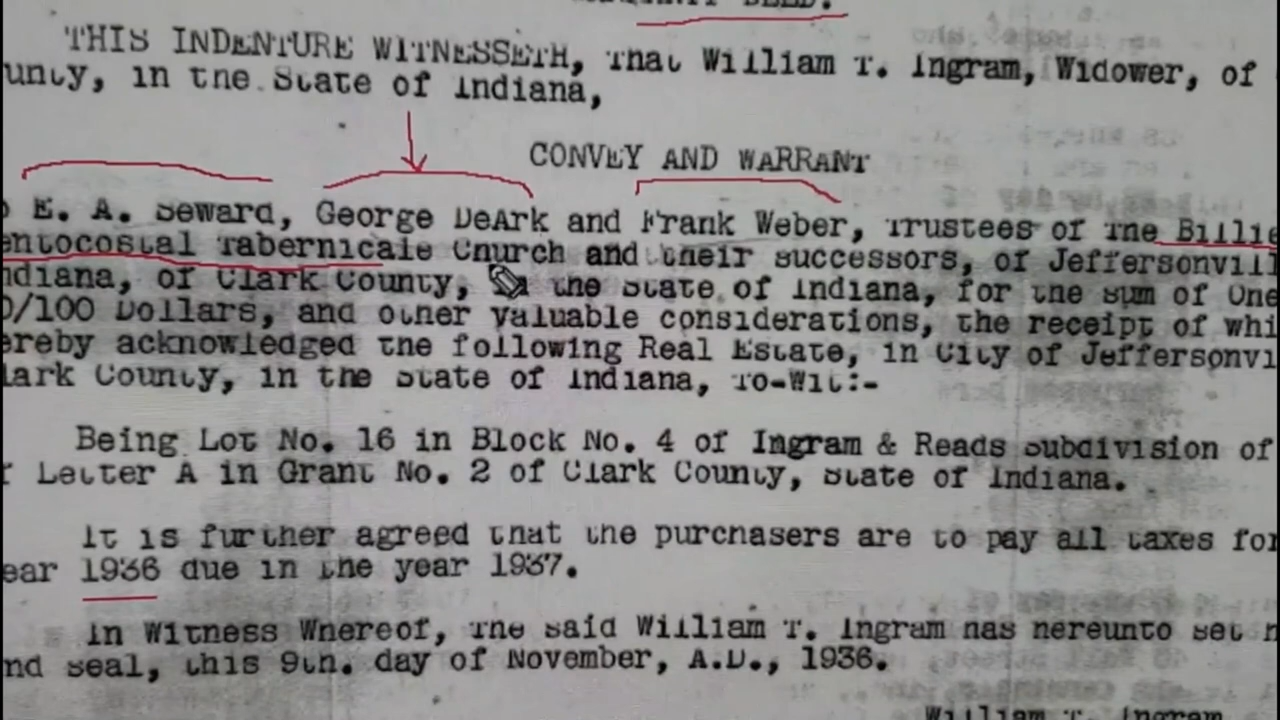 DEED.
THIS INDENTURE WITNESSETH, That William T. Ingram, Widower, of
unty, in the State of Indiana,
CONVEY AND WARRANT
E. A. Seward, George DeArk and Frank Weber, Trustees of The Billie
entocostal Tabernicale Church and their successors, of Jeffersonvill
ndiana, of Clark County, in the State of Indiana, for the sum of One
0/100 Dollars, and other valuable considerations, the receipt of whi
ereby acknowledged the following Real Estate, in City of Jeffersonvi
lark County, in the State of Indiana, To-Wit:-
Being Lot No. 16 in Block No. 4 of Ingram & Reads Subdivision of
Letter A in Grant No. 2 of Clark County, State of Indiana.
It is further agreed that the purchasers are to pay all taxes for
ear 1936 due in the year 1937.
In Witness Whereof, The said William T. Ingram has hereunto set h
nd seal, this 9th. day of November, A.D., 1936.
William T. Ingram